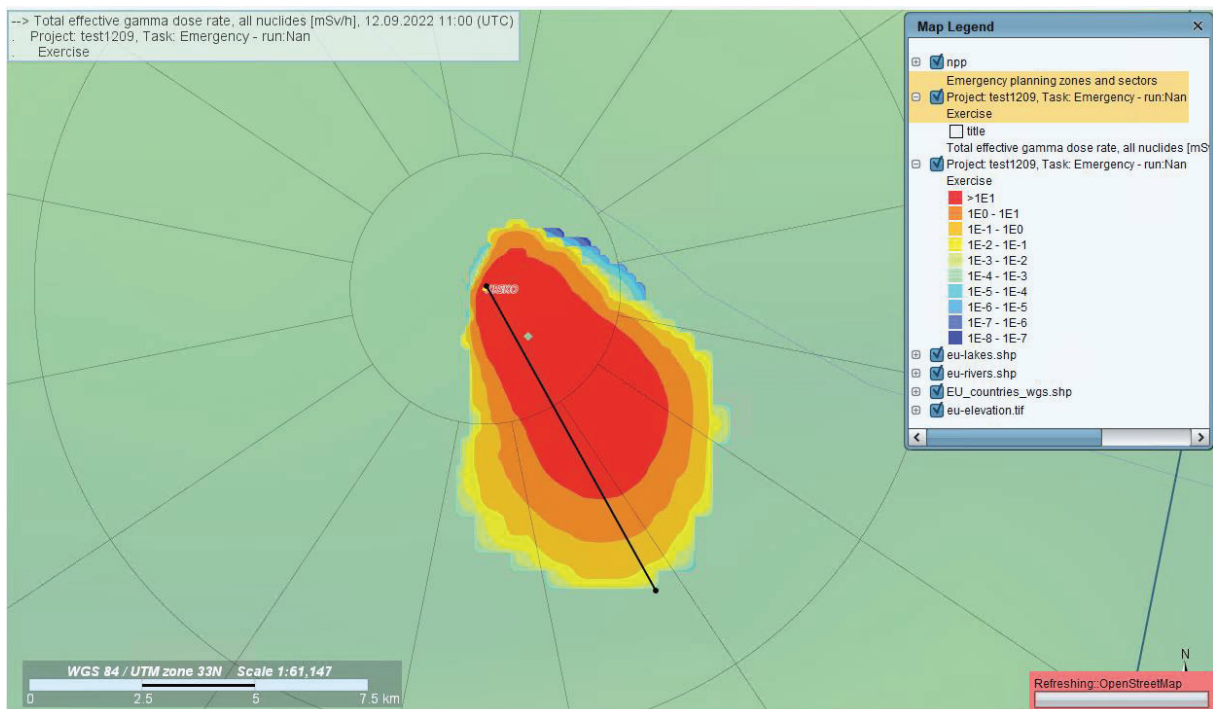 --> Total effective gamma dose rate, all nuclides [mSv/h], 12.09.2022 11:00 (UTC)
. Project: test1209, Task: Emergency - run:Nan
. Exercise
Map Legend
npp
Emergency planning zones and sectors
Project: test1209, Task: Emergency - run:Nan
Exercise
title
Total effective gamma dose rate, all nuclides [mS
Project: test1209, Task: Emergency - run:Nan
Exercise
>1E1
1E0 - 1E1
1E-1 - 1E0
1E-2 - 1E-1
1E-3 - 1E-2
1E-4 - 1E-3
1E-5 - 1E-4
1E-6 - 1E-5
1E-7 - 1E-6
1E-8 - 1E-7
eu-lakes.shp
eu-rivers.shp
EU_countries_wgs.shp
eu-elevation.tif
WGS 84 / UTM zone 33N Scale 1:61,147
0 2.5 5 7.5 km
N
Refreshing::OpenStreetMap